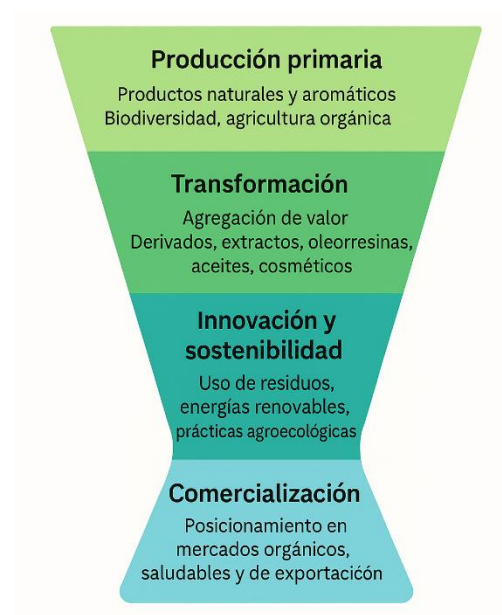 Producción primaria
Productos naturales y aromáticos
Biodiversidad, agricultura orgánica
Transformación
Agregación de valor
Derivados, extractos, oleorresinas,
aceites, cosméticos
Innovación y
sostenibilidad
Uso de residuos,
energías renovables,
prácticas agroecológicas
Comercialización
Posicionamiento en
mercados orgánicos,
saludables y de exportacićón